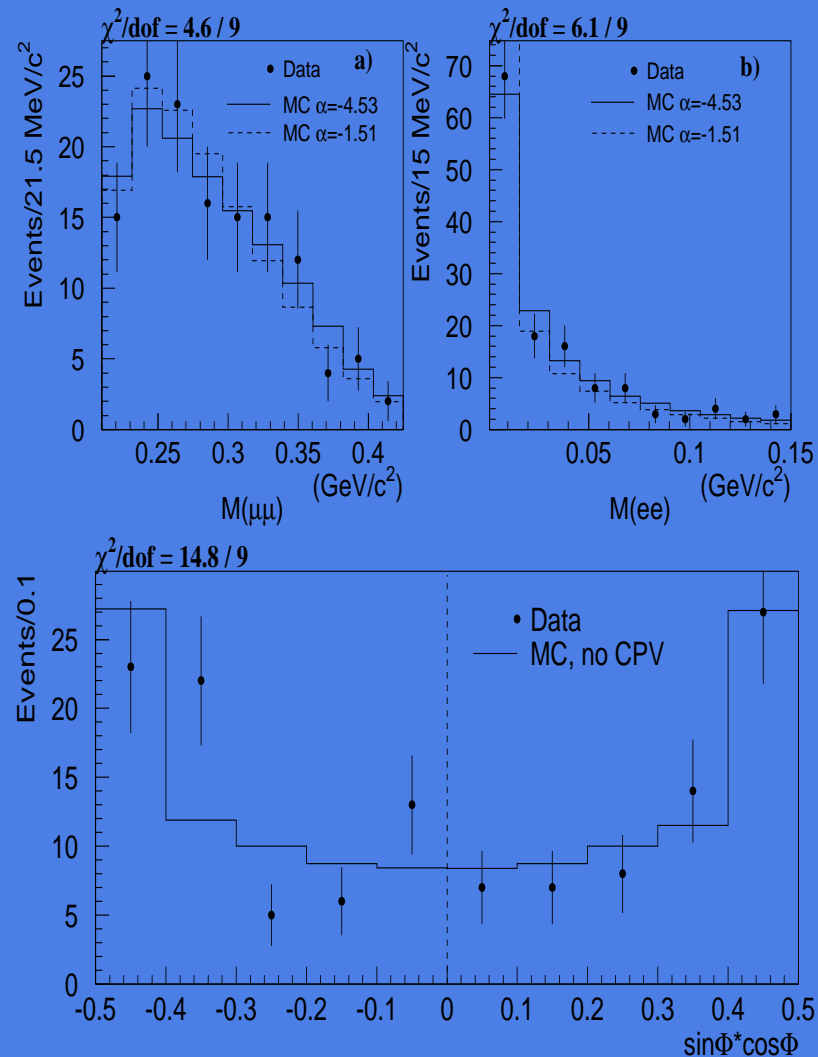 χ²/dof = 4.6 / 9
a)
Data
MC α=-4.53
MC α=-1.51
Events/21.5 MeV/c²
25
20
15
10
5
0
0.25 0.3 0.35 0.4
(GeV/c²)
M(μμ)
χ²/dof = 6.1 / 9
b)
Data
MC α=-4.53
MC α=-1.51
Events/15 MeV/c²
70
60
50
40
30
20
10
0
0.05 0.1 0.15
(GeV/c²)
M(ee)
χ²/dof = 14.8 / 9
Data
MC, no CPV
Events/0.1
25
20
15
10
5
0
-0.5 -0.4 -0.3 -0.2 -0.1 0 0.1 0.2 0.3 0.4 0.5
sinΦ*cosΦ